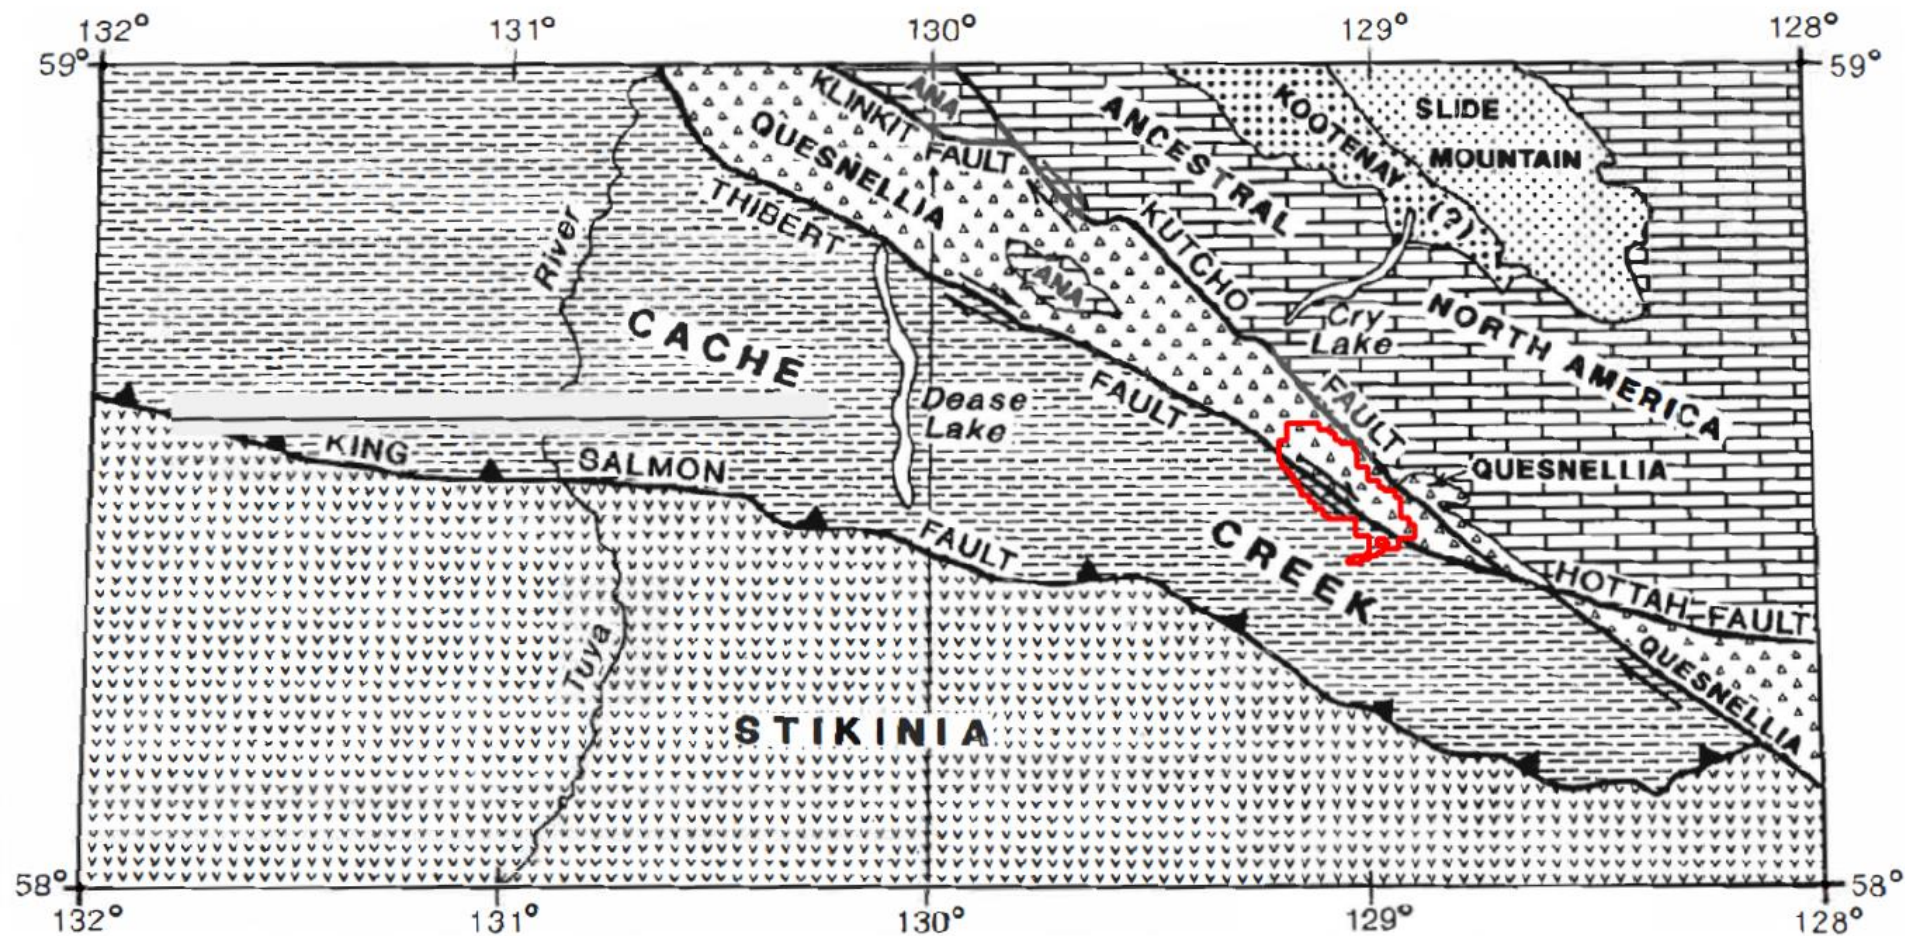 132°
131°
130°
129°
128°
59°
59°
KLINKIT
FAULT
ANA
QUESNELLIA
THIBERT
FAULT
ANA
ANCESTRAL
NORTH AMERICA
KOOTENAY (?)
SLIDE
MOUNTAIN
KUTCHO
FAULT
Cry
Lake
River
Tuya
CACHE
CREEK
Dease
Lake
KING
SALMON
FAULT
QUESNELLIA
HOTTAH FAULT
QUESNELLIA
STIKINIA
58°
58°
132°
131°
130°
129°
128°